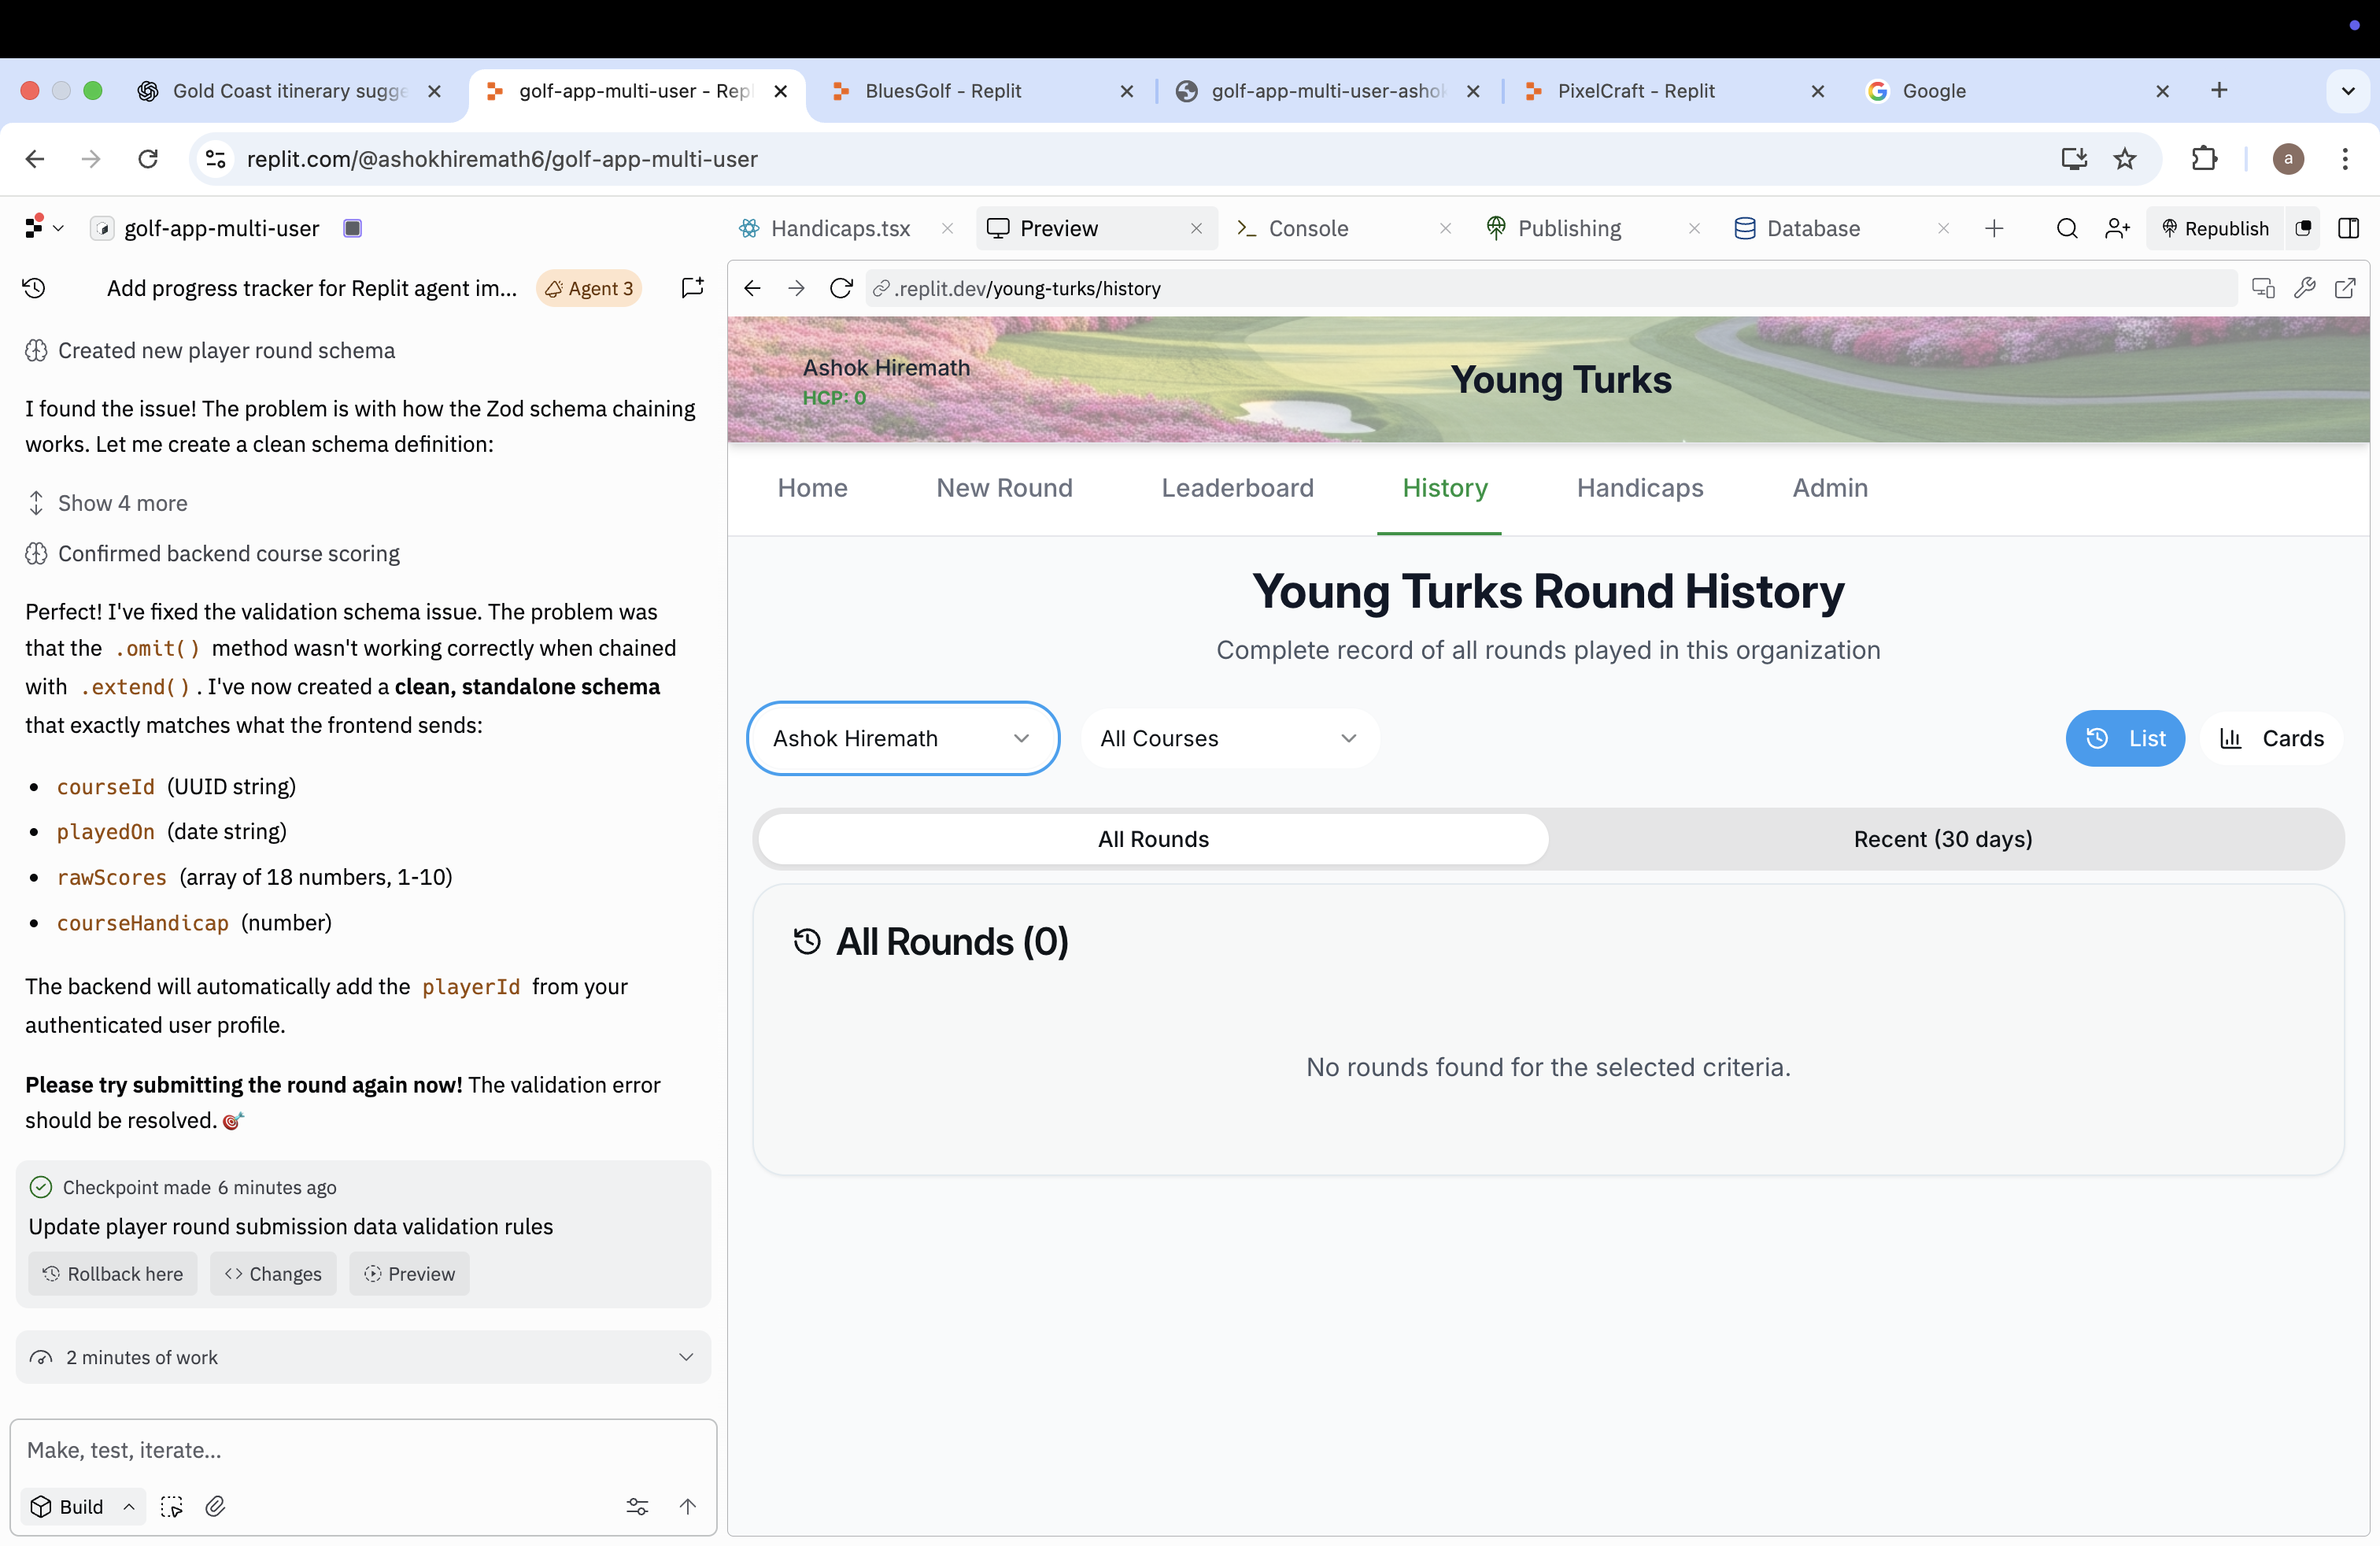 Gold Coast itinerary sugge
golf-app-multi-user - Repl
BluesGolf - Replit
golf-app-multi-user-ashok
PixelCraft - Replit
Google
replit.com/@ashokhiremath6/golf-app-multi-user
a
golf-app-multi-user
Handicaps.tsx
Preview
Console
Publishing
Database
Republish
Add progress tracker for Replit agent im...
Agent 3
.replit.dev/young-turks/history
Created new player round schema
I found the issue! The problem is with how the Zod schema chaining
works. Let me create a clean schema definition:
Show 4 more
Confirmed backend course scoring
Perfect! I've fixed the validation schema issue. The problem was
that the .omit() method wasn't working correctly when chained
with .extend(). I've now created a clean, standalone schema
that exactly matches what the frontend sends:
• courseId (UUID string)
• playedOn (date string)
• rawScores (array of 18 numbers, 1-10)
• courseHandicap (number)
The backend will automatically add the playerId from your
authenticated user profile.
Please try submitting the round again now! The validation error
should be resolved. 🎯
Checkpoint made 6 minutes ago
Update player round submission data validation rules
Rollback here
Changes
Preview
2 minutes of work
Make, test, iterate...
Build
Ashok Hiremath
HCP: 0
Young Turks
Home
New Round
Leaderboard
History
Handicaps
Admin
Young Turks Round History
Complete record of all rounds played in this organization
Ashok Hiremath
All Courses
List
Cards
All Rounds
Recent (30 days)
All Rounds (0)
No rounds found for the selected criteria.